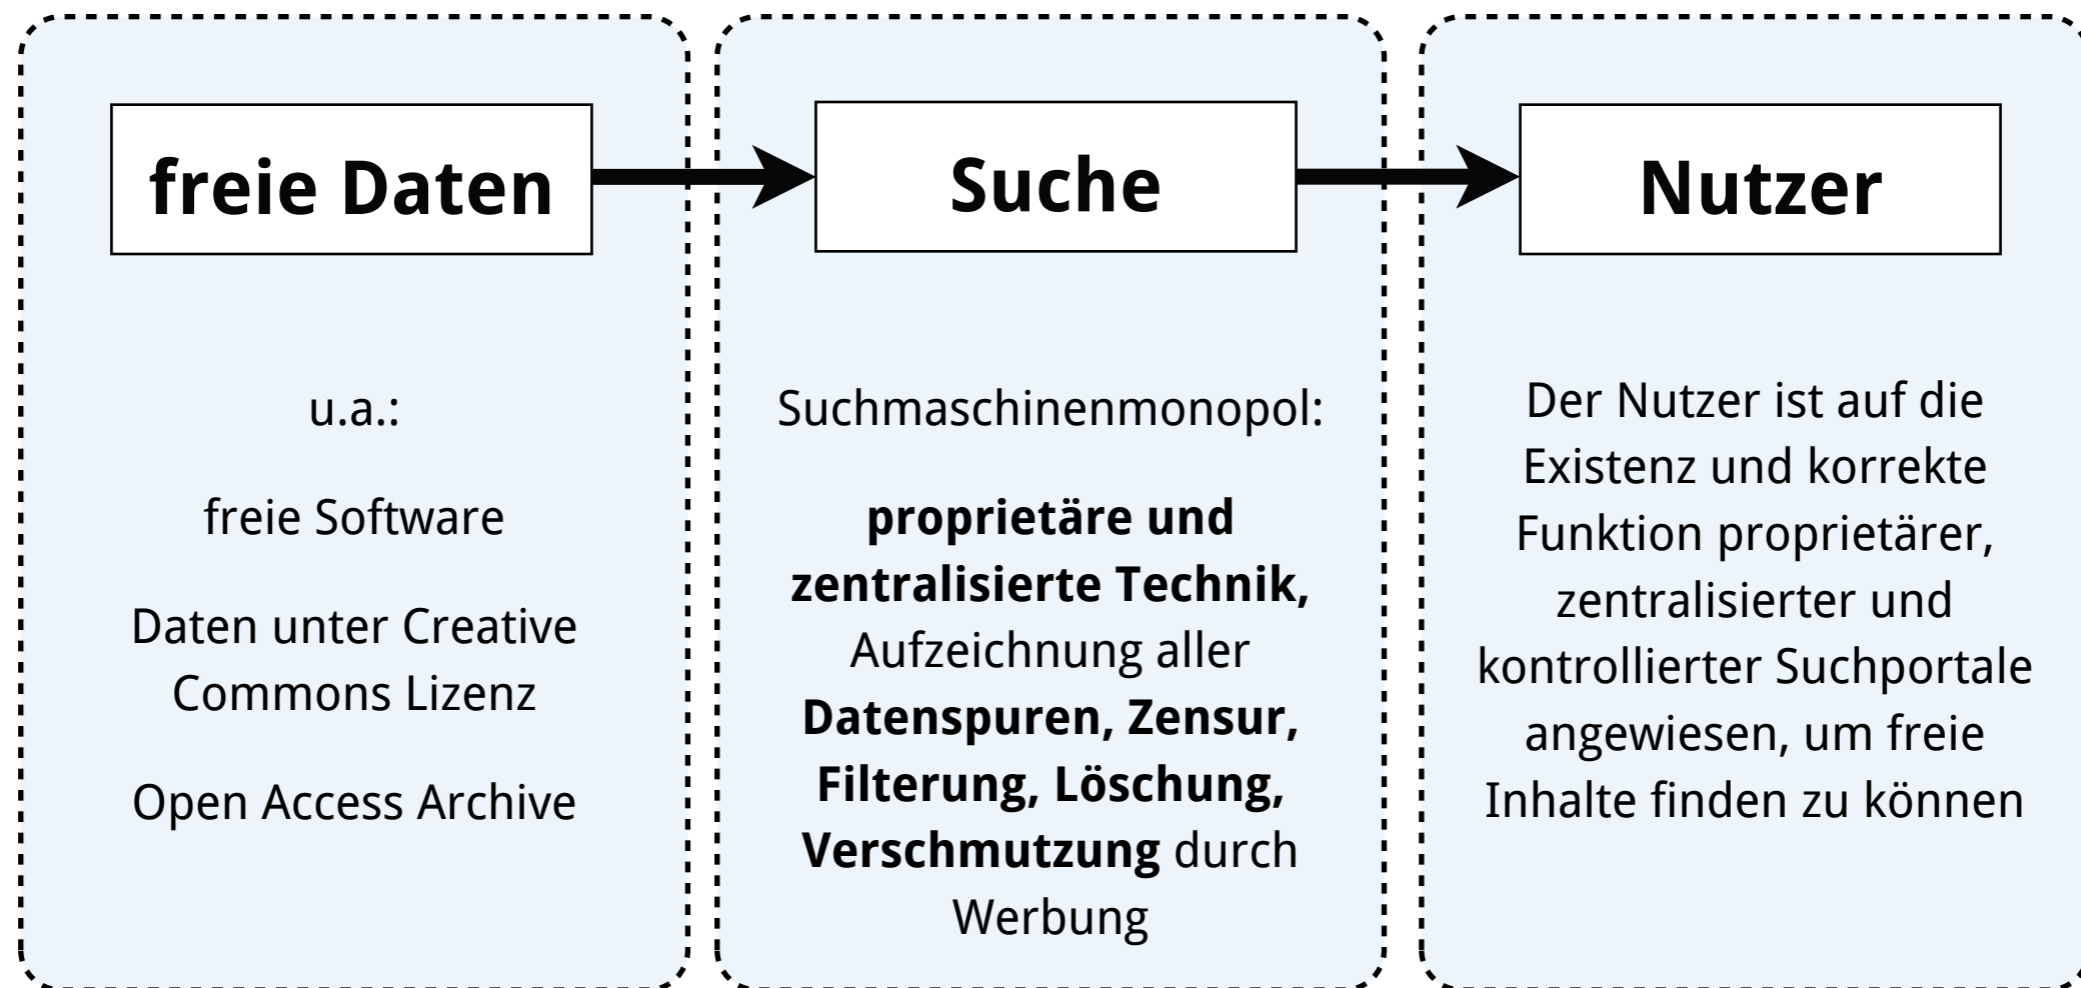 freie Daten
u.a.:
freie Software
Daten unter Creative
Commons Lizenz
Open Access Archive
Suche
Suchmaschinenmonopol:
proprietäre und
zentralisierte Technik,
Aufzeichnung aller
Datenspuren, Zensur,
Filterung, Löschung,
Verschmutzung durch
Werbung
Nutzer
Der Nutzer ist auf die
Existenz und korrekte
Funktion proprietärer,
zentralisierter und
kontrollierter Suchportale
angewiesen, um freie
Inhalte finden zu können